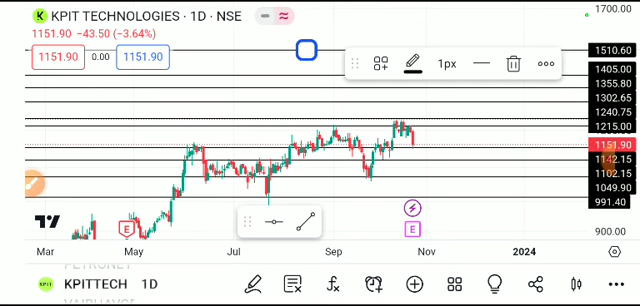 KPIT TECHNOLOGIES · 1D · NSE
1151.90 −43.50 (−3.64%)
1151.90 0.00 1151.90
1px
1700.00
1510.60
1405.00
1355.80
1302.65
1240.75
1215.00
1151.90
1142.15
1102.15
1049.90
991.40
900.00
E
E
Mar May Jul Sep Nov 2024
PETRONET
KPITTECH 1D